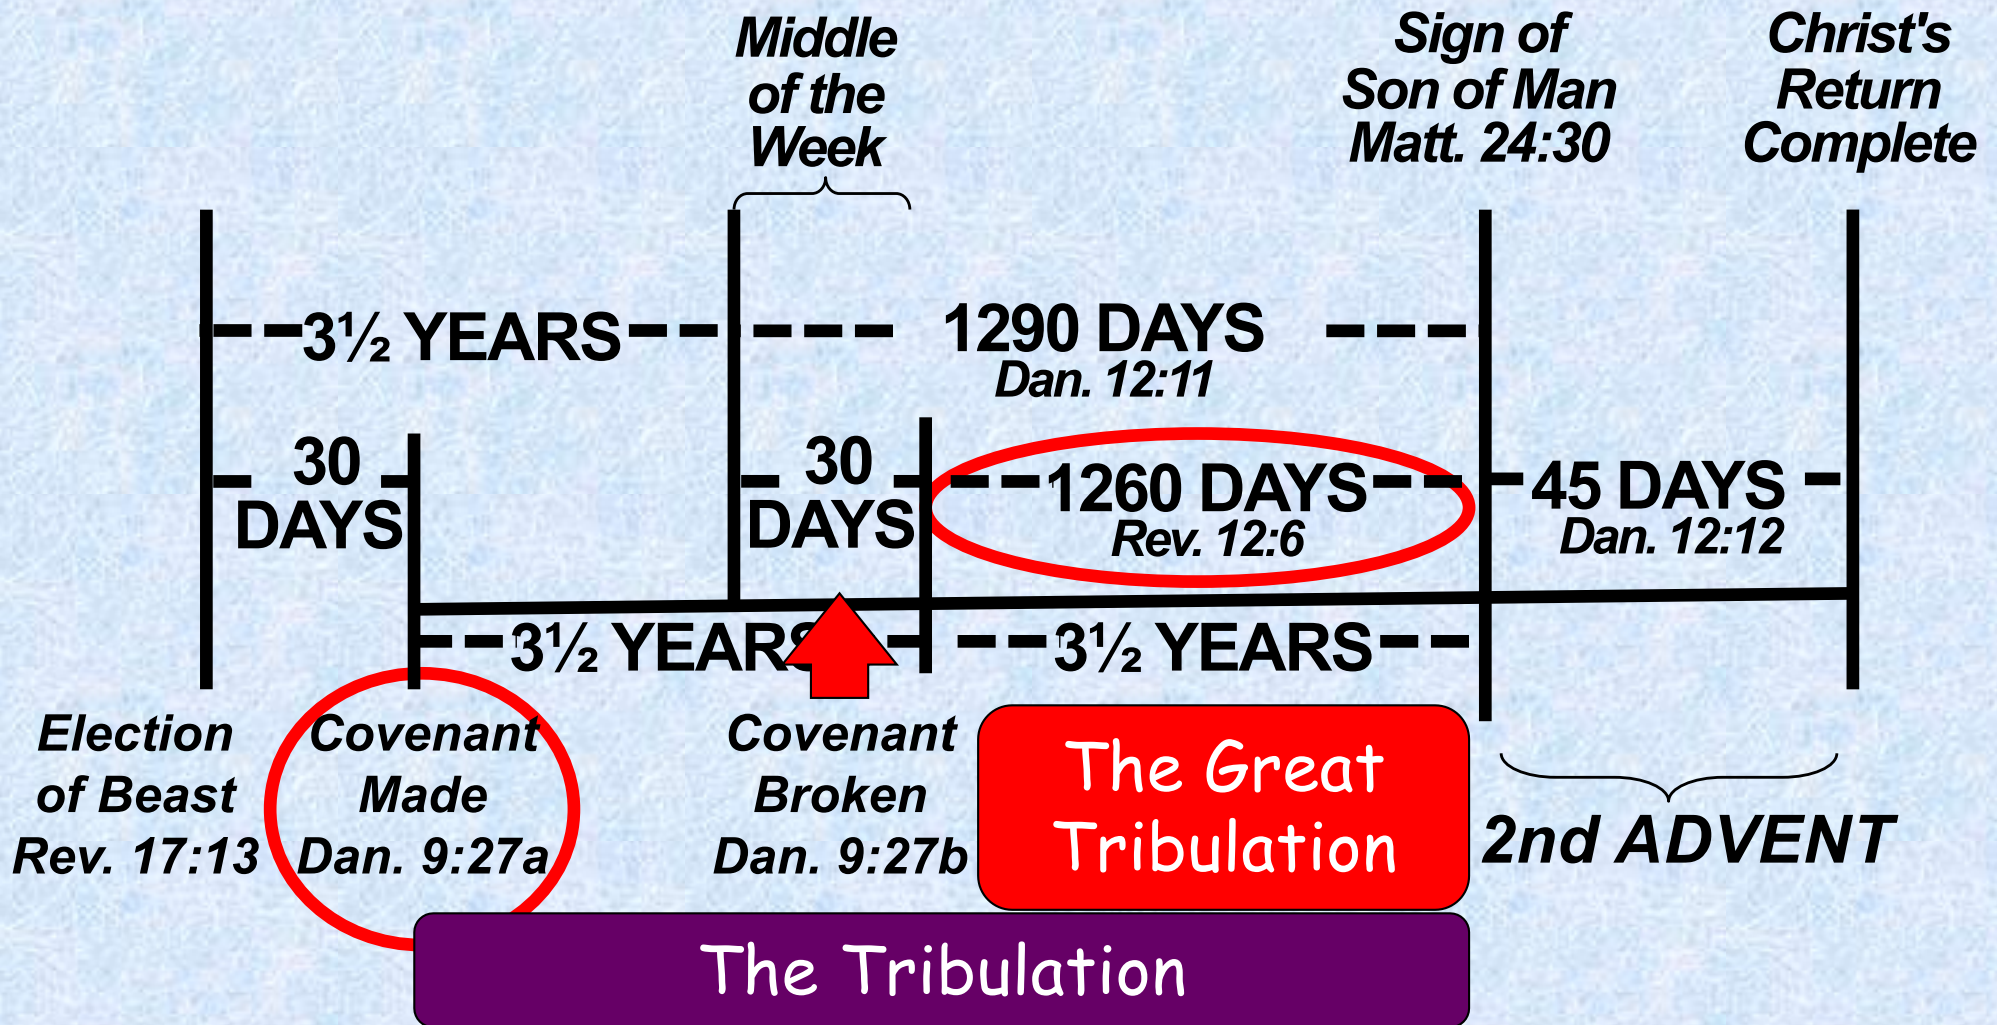 Middle
of the
Week
Sign of
Son of Man
Matt. 24:30
Christ's
Return
Complete
3½ YEARS
1290 DAYS
Dan. 12:11
30
DAYS
30
DAYS
1260 DAYS
Rev. 12:6
45 DAYS
Dan. 12:12
3½ YEARS
3½ YEARS
Election
of Beast
Rev. 17:13
Covenant
Made
Dan. 9:27a
Covenant
Broken
Dan. 9:27b
The Great
Tribulation
2nd ADVENT
The Tribulation